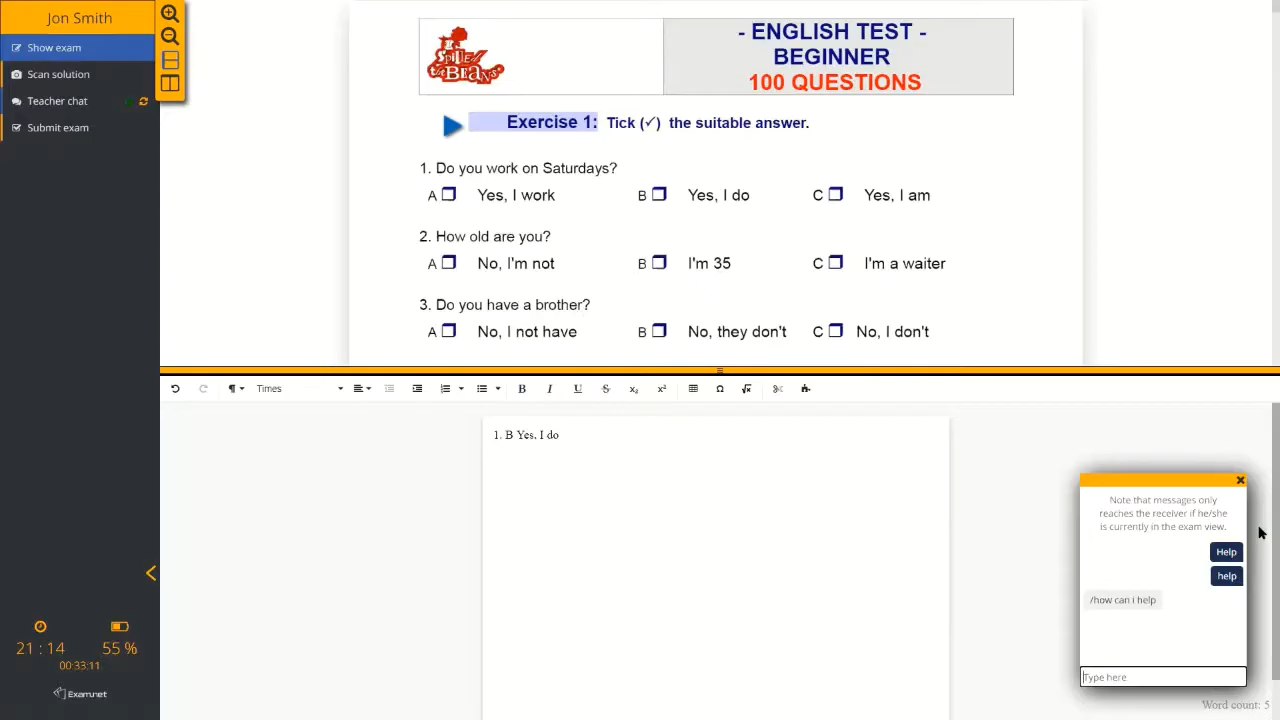 Jon Smith
Show exam
Scan solution
Teacher chat
Submit exam
21 : 14
55 %
00:33:11
Exam.net
I
Spilled
the BEANS
- ENGLISH TEST -
BEGINNER
100 QUESTIONS
Exercise 1: Tick (✓) the suitable answer.
1. Do you work on Saturdays?
A Yes, I work B Yes, I do C Yes, I am
2. How old are you?
A No, I'm not B I'm 35 C I'm a waiter
3. Do you have a brother?
A No, I not have B No, they don't C No, I don't
Times
1. B Yes, I do
Note that messages only
reaches the receiver if he/she
is currently in the exam view.
Help
help
/how can i help
Type here
Word count: 5